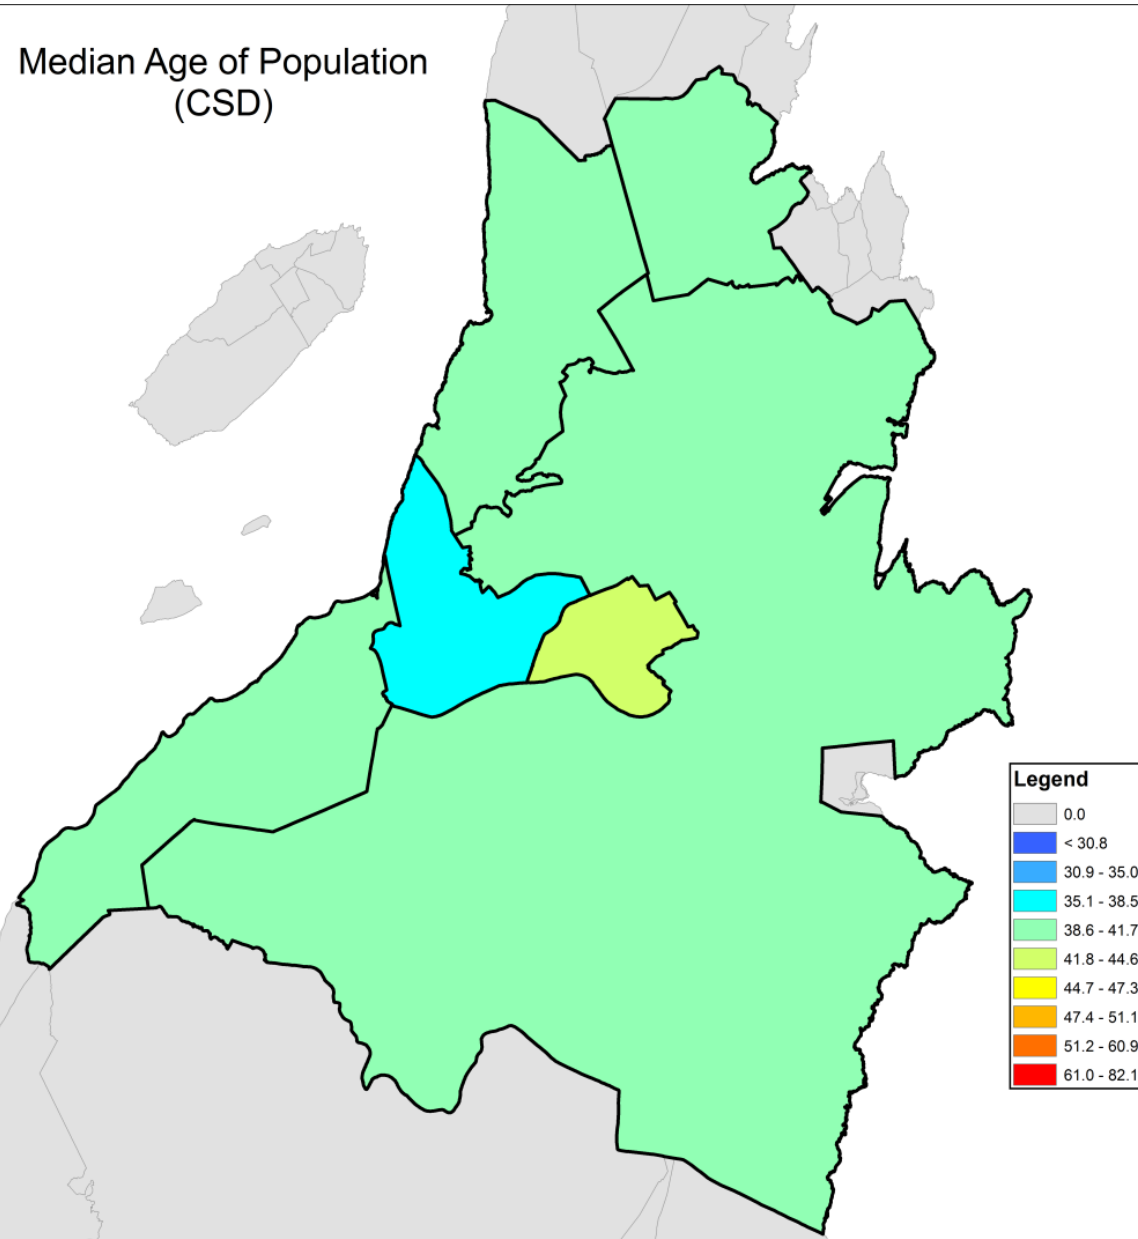 Median Age of Population
(CSD)
Legend
0.0
< 30.8
30.9 - 35.0
35.1 - 38.5
38.6 - 41.7
41.8 - 44.6
44.7 - 47.3
47.4 - 51.1
51.2 - 60.9
61.0 - 82.1